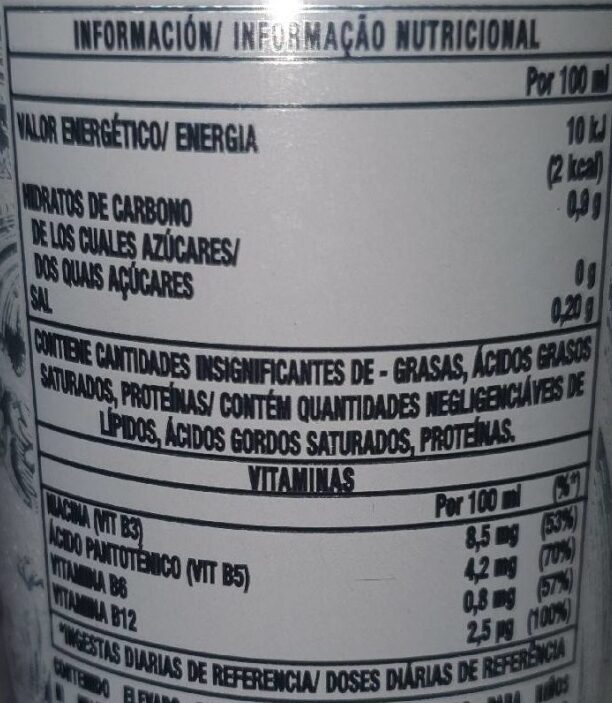 INFORMACIÓN/ INFORMAÇÃO NUTRICIONAL
Por 100 ml
VALOR ENERGÉTICO/ ENERGIA 10 kJ
(2 kcal)
HIDRATOS DE CARBONO 0,9 g
DE LOS CUALES AZÚCARES/
DOS QUAIS AÇÚCARES 0 g
SAL 0,20 g
CONTIENE CANTIDADES INSIGNIFICANTES DE - GRASAS, ÁCIDOS GRASOS
SATURADOS, PROTEÍNAS/ CONTÉM QUANTIDADES NEGLIGENCIÁVEIS DE
LÍPIDOS, ÁCIDOS GORDOS SATURADOS, PROTEÍNAS.
VITAMINAS
Por 100 ml (%*)
NIACINA (VIT B3) 8,5 mg (53%)
ÁCIDO PANTOTÉNICO (VIT B5) 4,2 mg (70%)
VITAMINA B6 0,8 mg (57%)
VITAMINA B12 2,5 µg (100%)
*INGESTAS DIARIAS DE REFERENCIA/ DOSES DIÁRIAS DE REFERÊNCIA
CONTENIDO